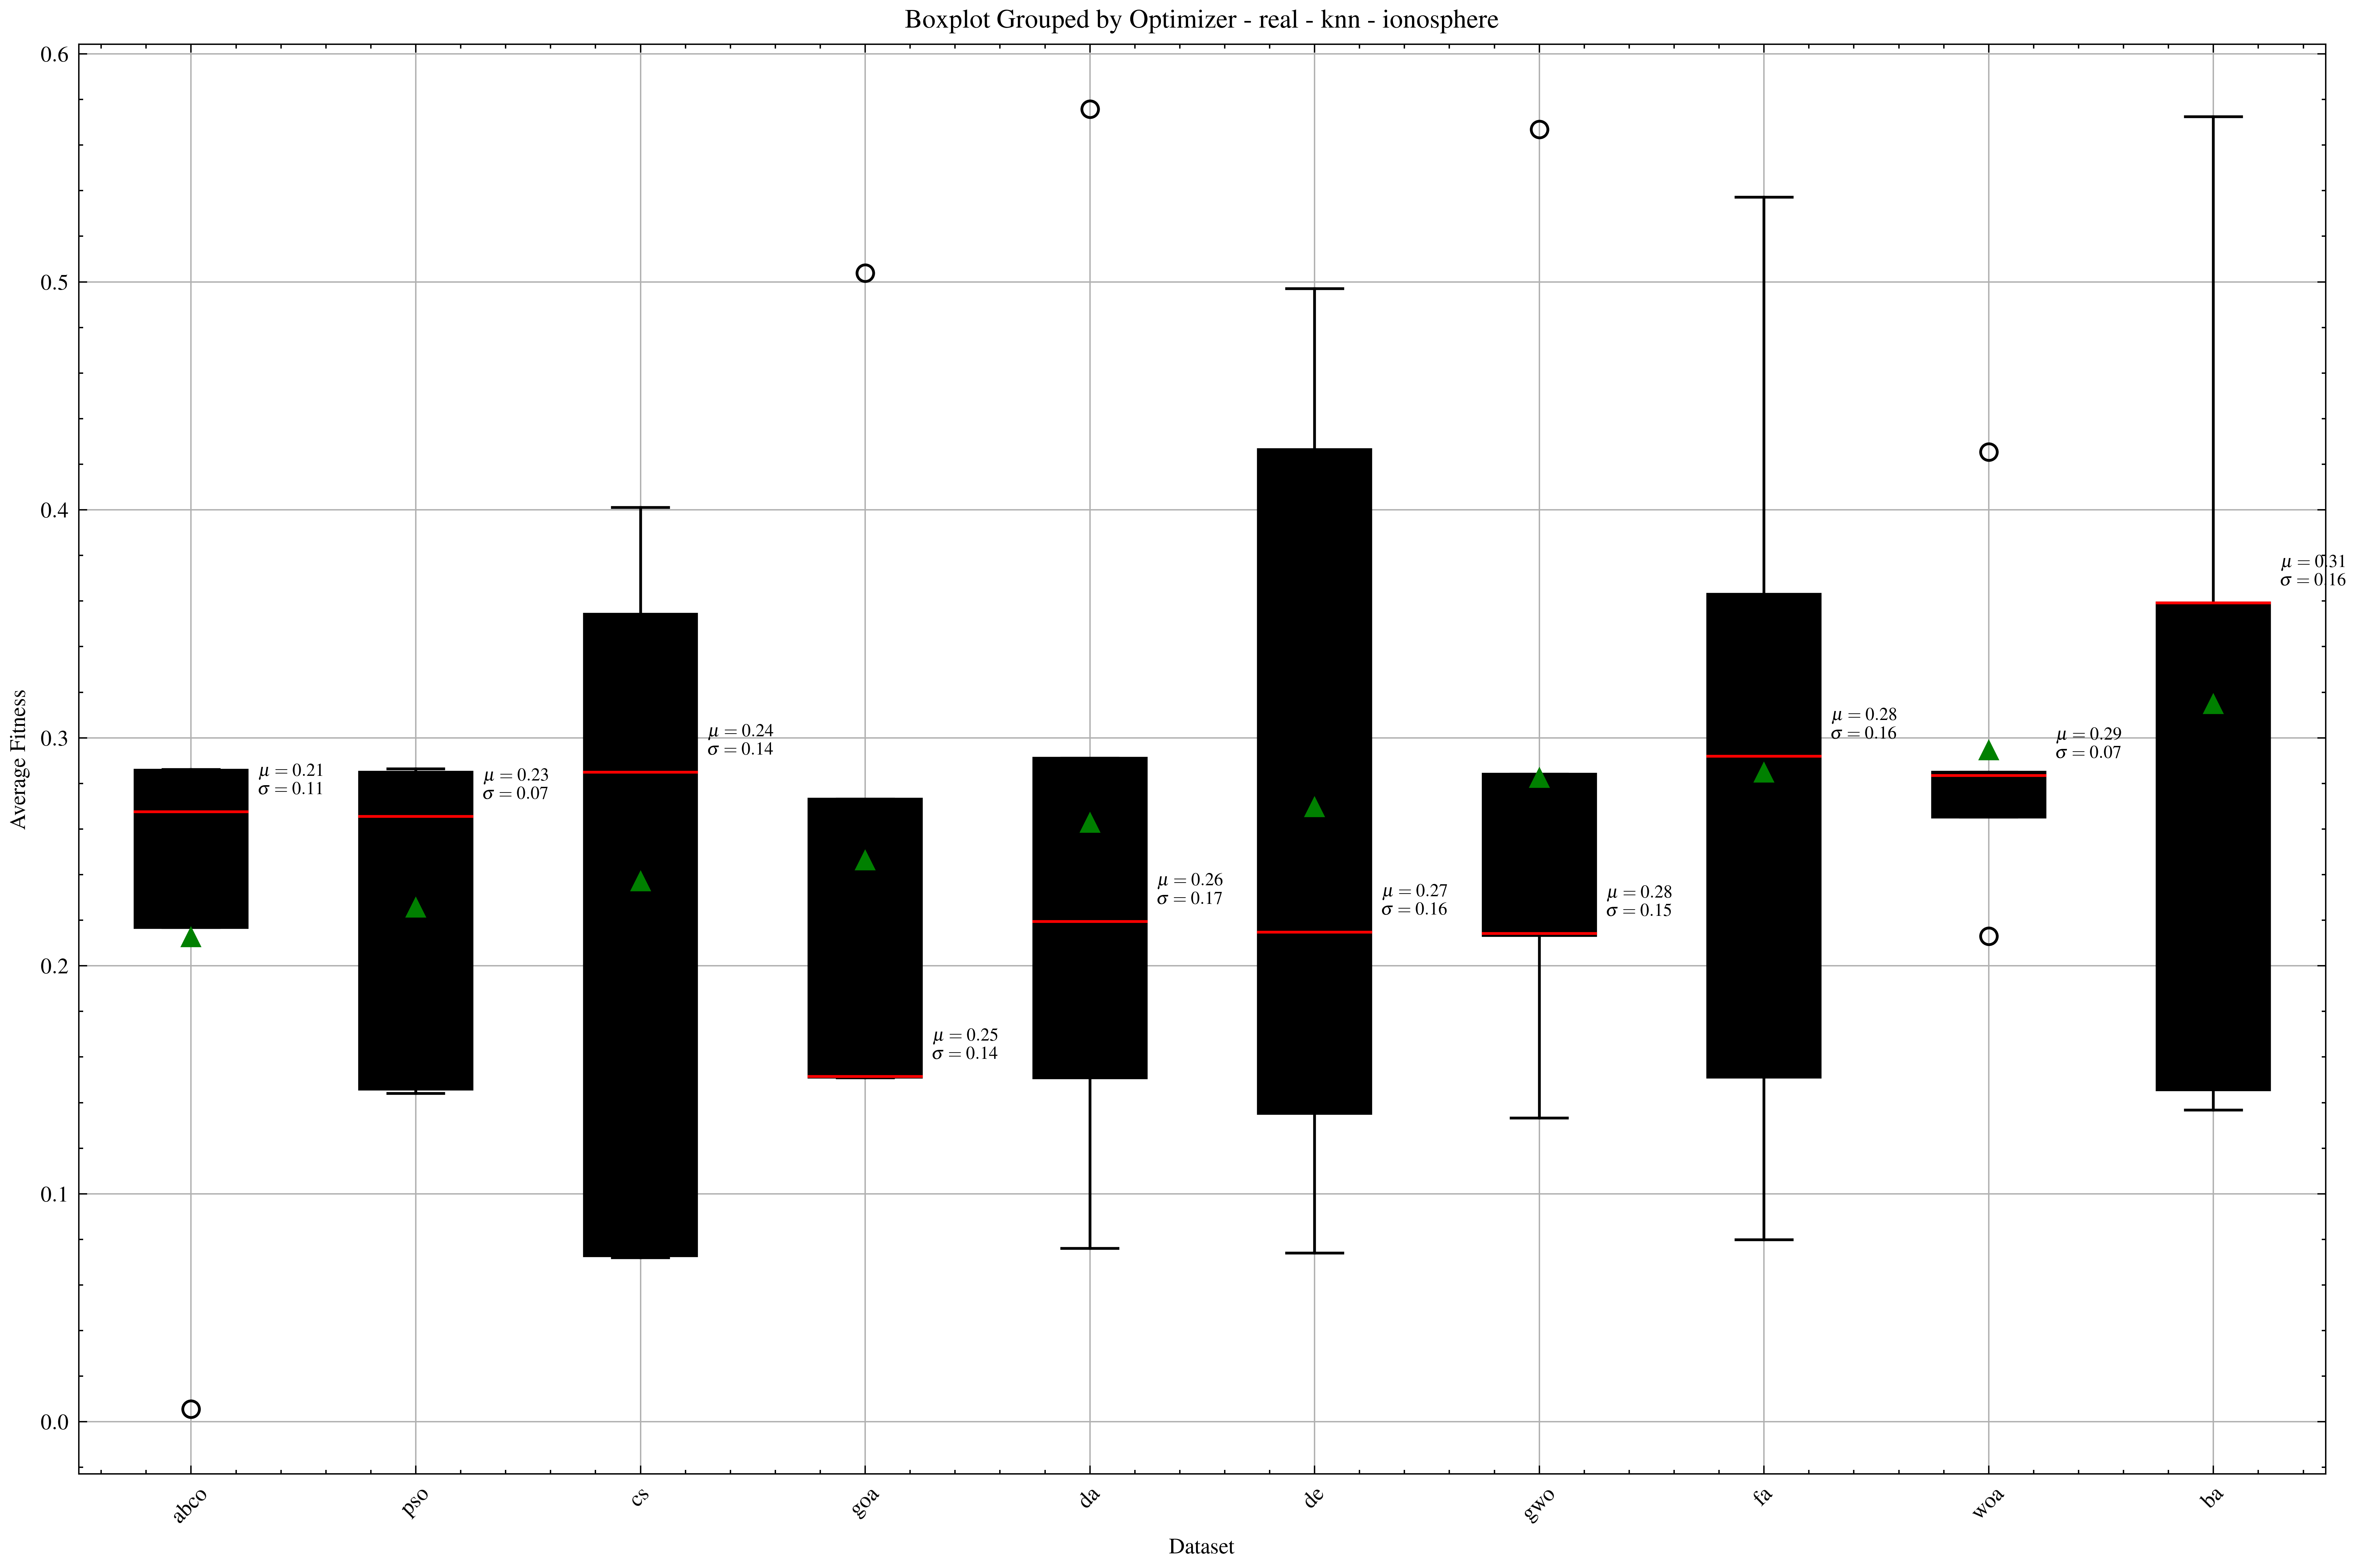 Boxplot Grouped by Optimizer - real - knn - ionosphere
Average Fitness
0.6
0.5
0.4
0.3
0.2
0.1
0.0
μ = 0.21
σ = 0.11
μ = 0.23
σ = 0.07
μ = 0.24
σ = 0.14
μ = 0.25
σ = 0.14
μ = 0.26
σ = 0.17
μ = 0.27
σ = 0.16
μ = 0.28
σ = 0.15
μ = 0.28
σ = 0.16
μ = 0.29
σ = 0.07
μ = 0.31
σ = 0.16
abco
pso
cs
goa
da
de
gwo
fa
woa
ba
Dataset